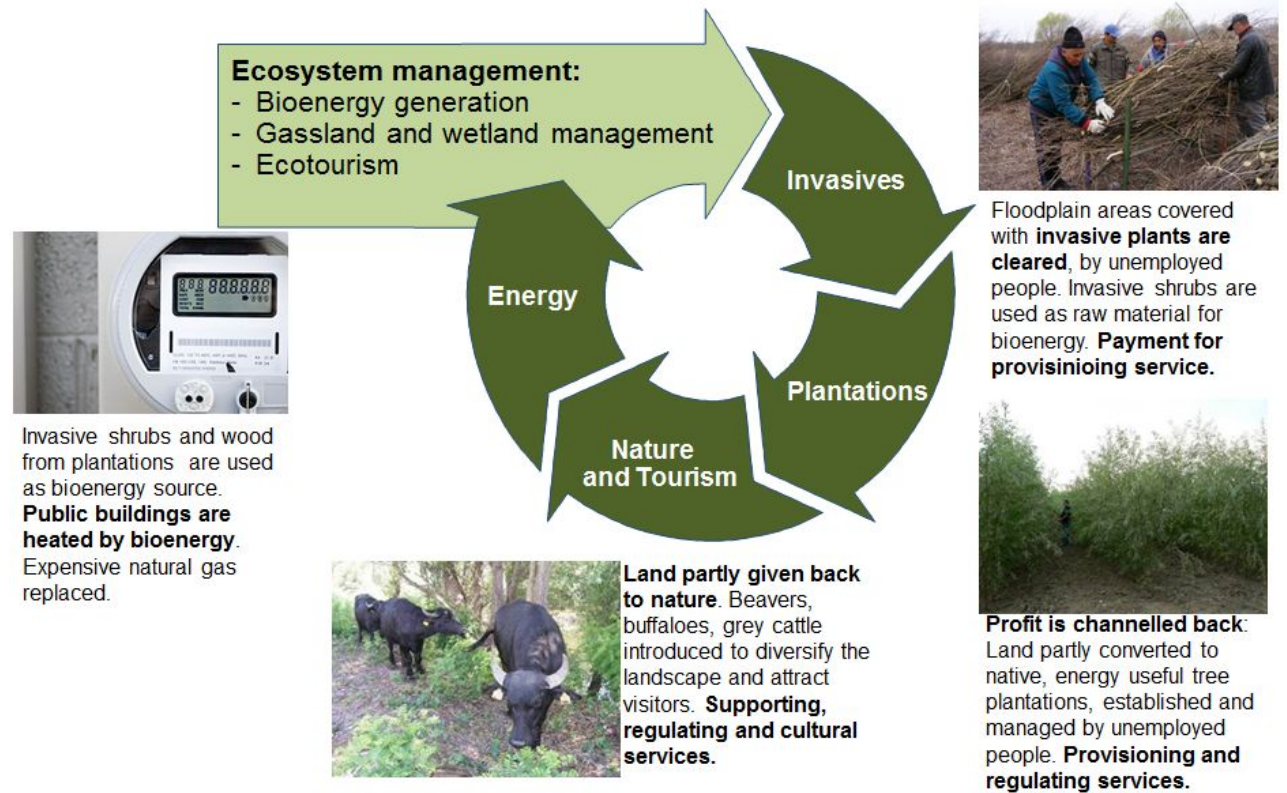 Ecosystem management:
- Bioenergy generation
- Gassland and wetland management
- Ecotourism
Invasives
Plantations
Nature
and Tourism
Energy
Floodplain areas covered
with invasive plants are
cleared, by unemployed
people. Invasive shrubs are
used as raw material for
bioenergy. Payment for
provisinioing service.
Profit is channelled back:
Land partly converted to
native, energy useful tree
plantations, established and
managed by unemployed
people. Provisioning and
regulating services.
Land partly given back
to nature. Beavers,
buffaloes, grey cattle
introduced to diversify the
landscape and attract
visitors. Supporting,
regulating and cultural
services.
Invasive shrubs and wood
from plantations are used
as bioenergy source.
Public buildings are
heated by bioenergy.
Expensive natural gas
replaced.